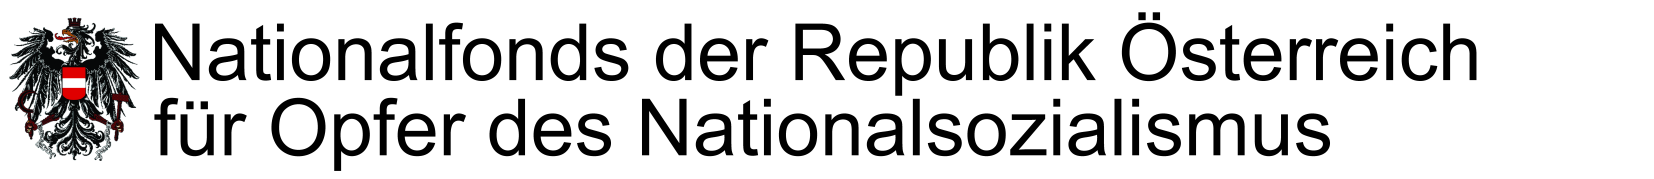 Nationalfonds der Republik Österreich
für Opfer des Nationalsozialismus